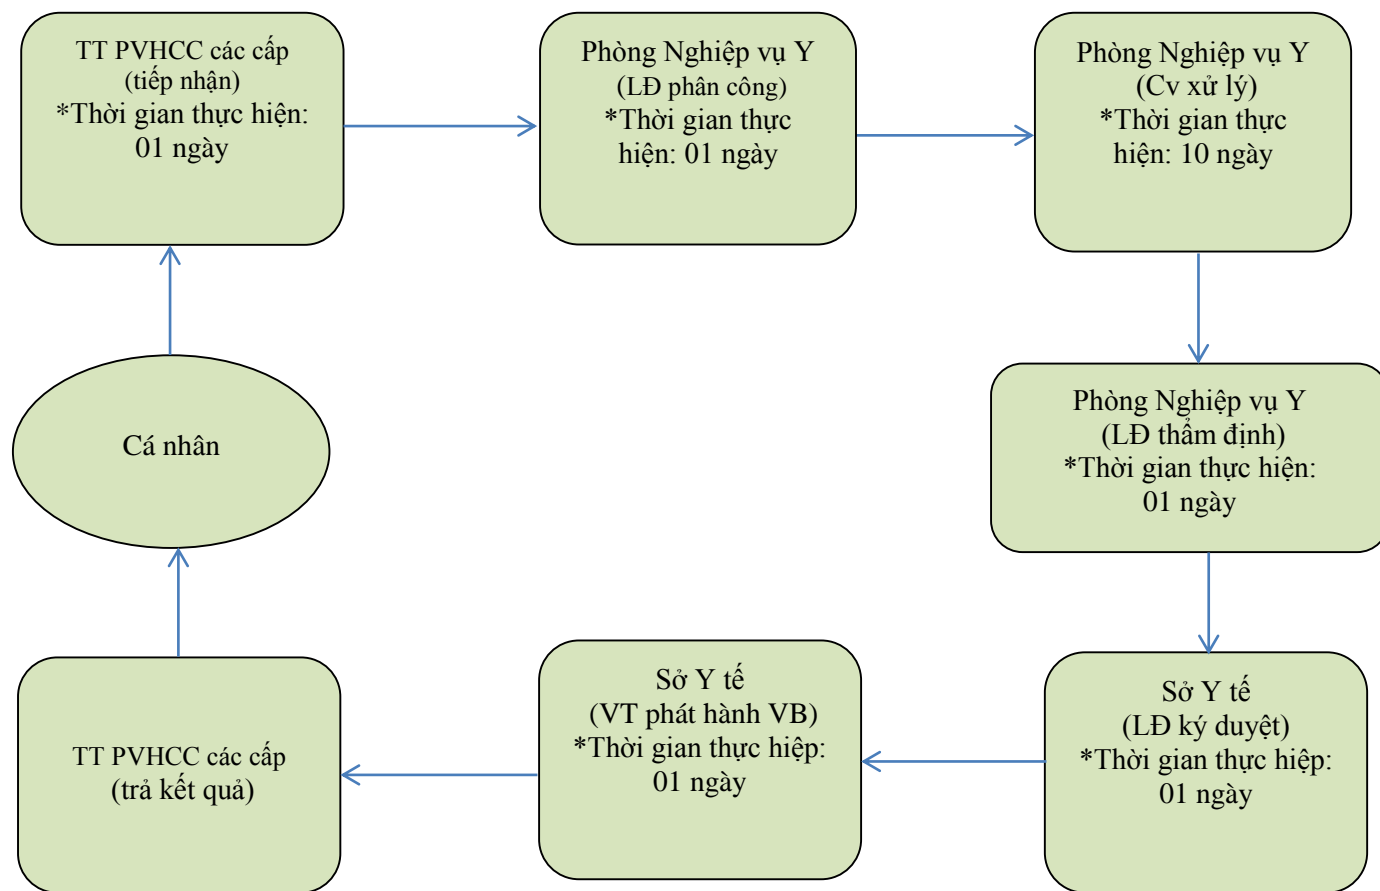 TT PVHCC các cấp
(tiếp nhận)
*Thời gian thực hiện:
01 ngày
Phòng Nghiệp vụ Y
(LĐ phân công)
*Thời gian thực
hiện: 01 ngày
Phòng Nghiệp vụ Y
(Cv xử lý)
*Thời gian thực
hiện: 10 ngày
Phòng Nghiệp vụ Y
(LĐ thẩm định)
*Thời gian thực hiện:
01 ngày
Sở Y tế
(LĐ ký duyệt)
*Thời gian thực hiệp:
01 ngày
Sở Y tế
(VT phát hành VB)
*Thời gian thực hiệp:
01 ngày
TT PVHCC các cấp
(trả kết quả)
Cá nhân